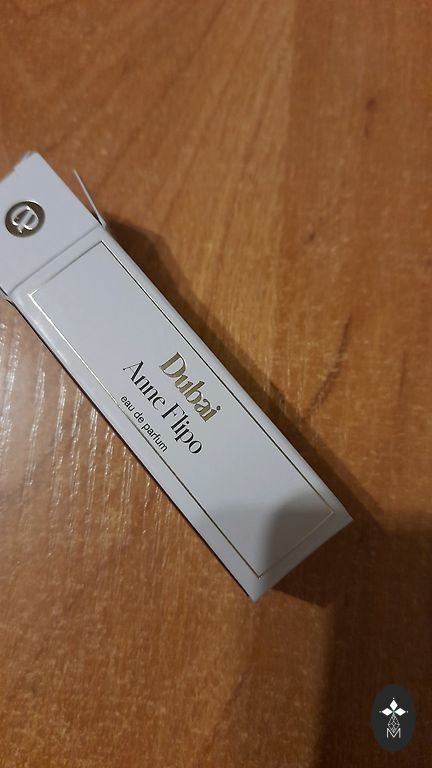 Dubai
Anne Flipo
eau de parfum
M